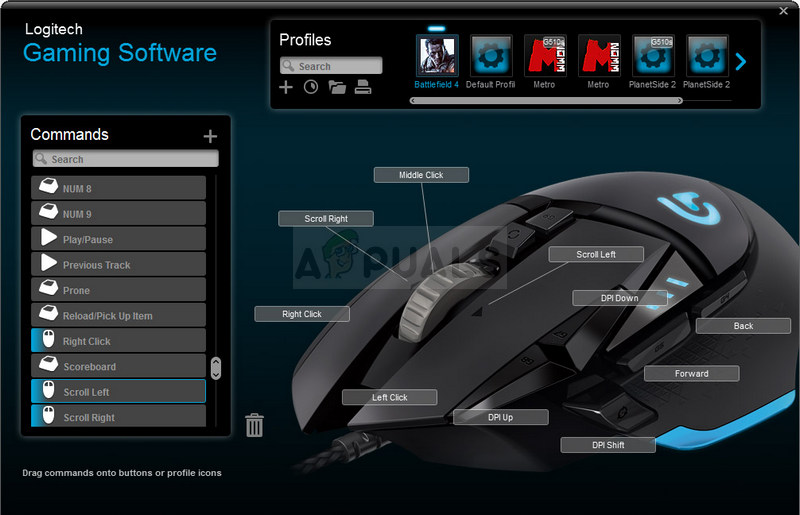 Logitech
Gaming Software
Profiles
Search
G510s
G510s
Battlefield 4
Default Profil
Metro
Metro
PlanetSide 2
PlanetSide 2
Commands
Search
NUM 8
NUM 9
Play/Pause
Previous Track
Prone
Reload/Pick Up Item
Right Click
Scoreboard
Scroll Left
Scroll Right
Drag commands onto buttons or profile icons
Middle Click
Scroll Right
APPUALS
Scroll Left
DPI Down
Right Click
Back
Forward
Left Click
DPI Up
DPI Shift